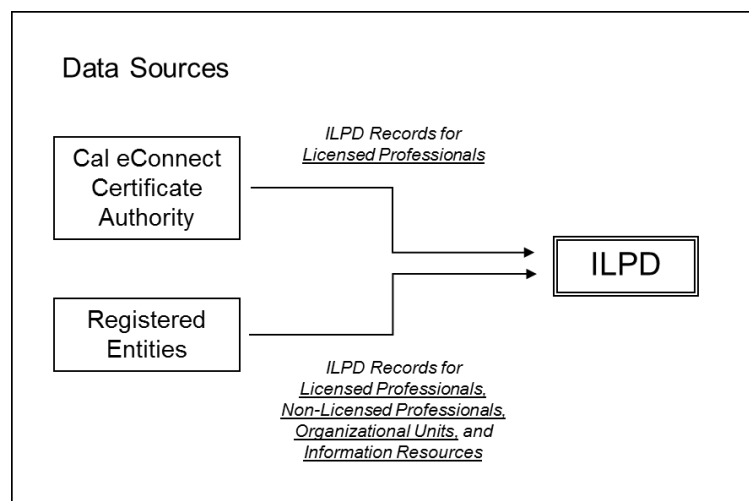 Data Sources
Cal eConnect
Certificate
Authority
ILPD Records for
Licensed Professionals
ILPD
Registered
Entities
ILPD Records for
Licensed Professionals,
Non-Licensed Professionals,
Organizational Units, and
Information Resources